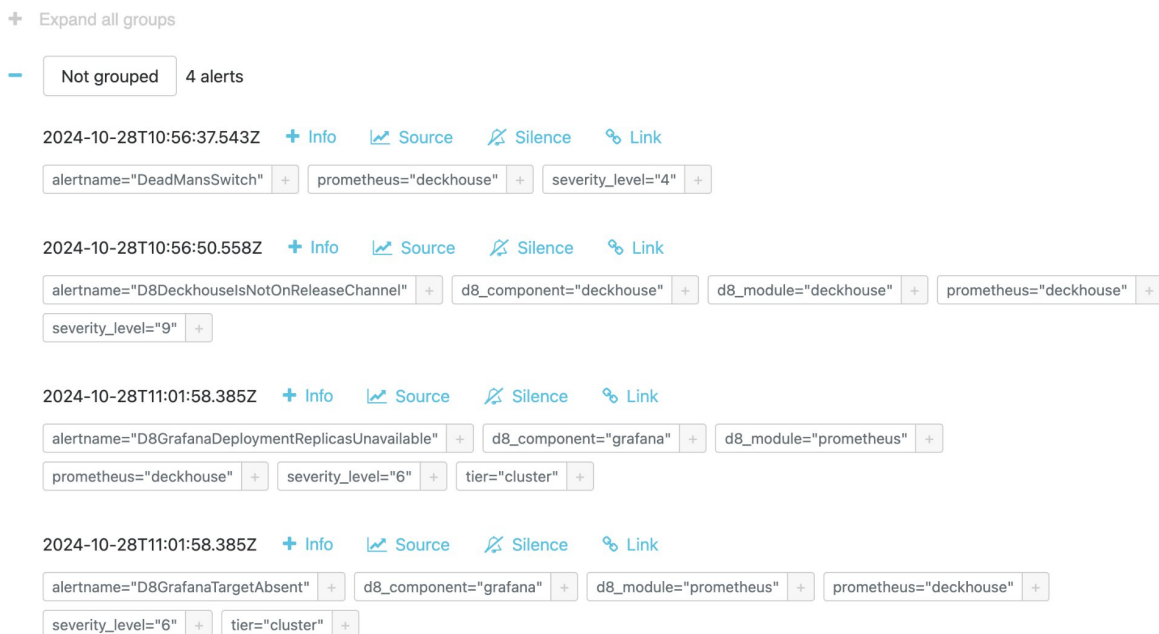 + Expand all groups
− Not grouped 4 alerts
2024-10-28T10:56:37.543Z + Info Source Silence Link
alertname="DeadMansSwitch" + prometheus="deckhouse" + severity_level="4" +
2024-10-28T10:56:50.558Z + Info Source Silence Link
alertname="D8DeckhouseIsNotOnReleaseChannel" + d8_component="deckhouse" + d8_module="deckhouse" + prometheus="deckhouse" +
severity_level="9" +
2024-10-28T11:01:58.385Z + Info Source Silence Link
alertname="D8GrafanaDeploymentReplicasUnavailable" + d8_component="grafana" + d8_module="prometheus" +
prometheus="deckhouse" + severity_level="6" + tier="cluster" +
2024-10-28T11:01:58.385Z + Info Source Silence Link
alertname="D8GrafanaTargetAbsent" + d8_component="grafana" + d8_module="prometheus" + prometheus="deckhouse" +
severity_level="6" + tier="cluster" +